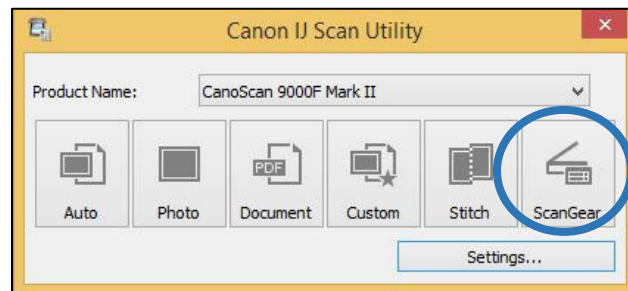 Canon IJ Scan Utility
Product Name: CanoScan 9000F Mark II
PDF
Auto Photo Document Custom Stitch ScanGear
Settings...